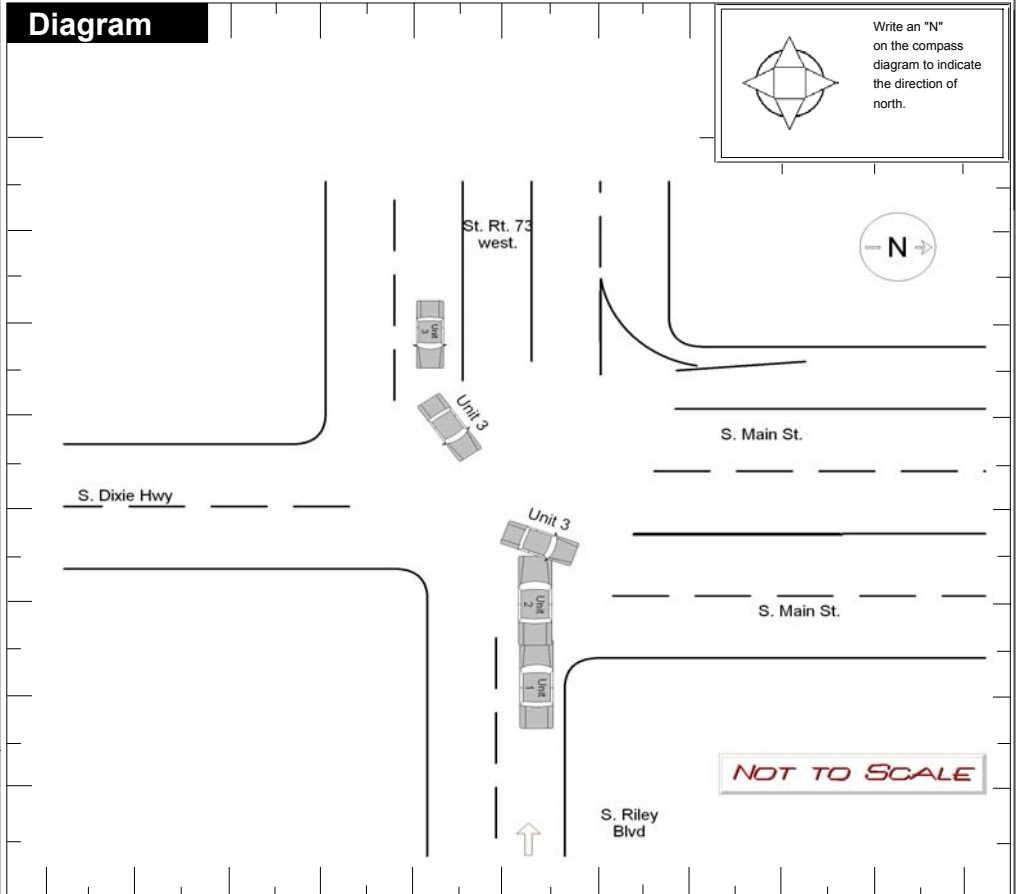 Diagram
Write an "N"
on the compass
diagram to indicate
the direction of
north.
St. Rt. 73
west.
N
Unit
3
Unit 3
S. Main St.
S. Dixie Hwy
Unit 3
Unit
2
S. Main St.
Unit
1
NOT TO SCALE
S. Riley
Blvd